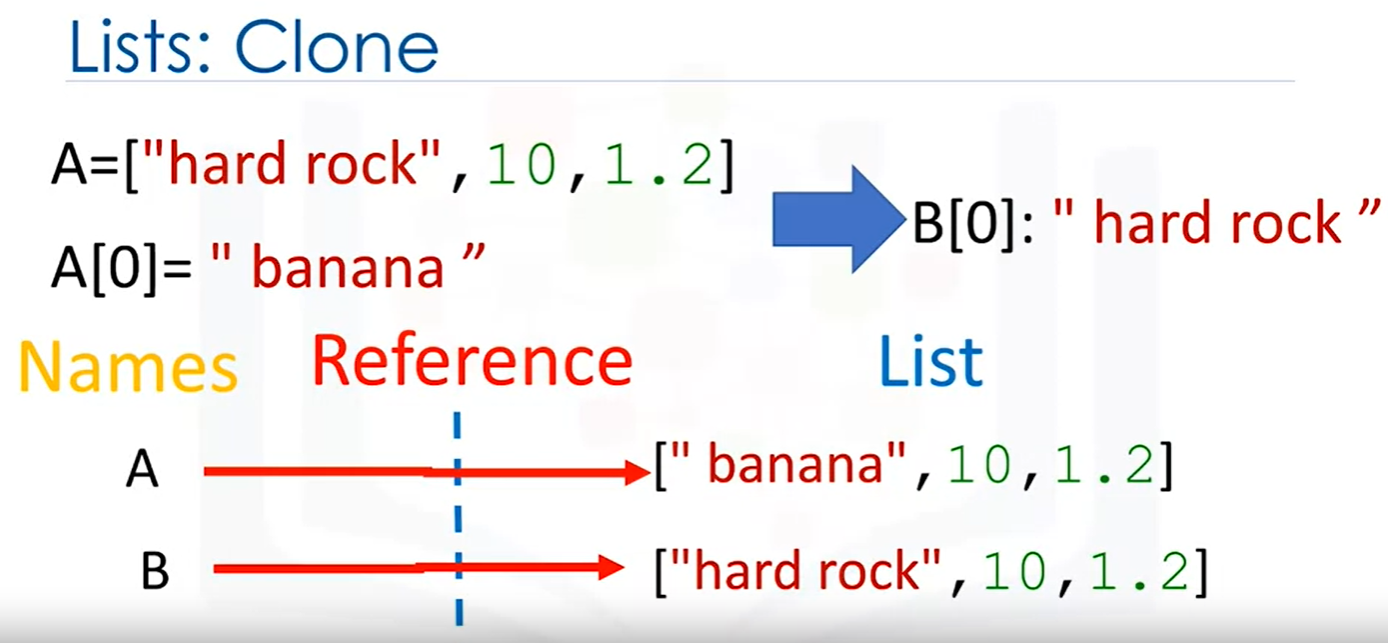 Lists: Clone
A=["hard rock",10,1.2]
A[0]= " banana ”
B[0]: " hard rock ”
Names Reference List
A [" banana",10,1.2]
B ["hard rock",10,1.2]